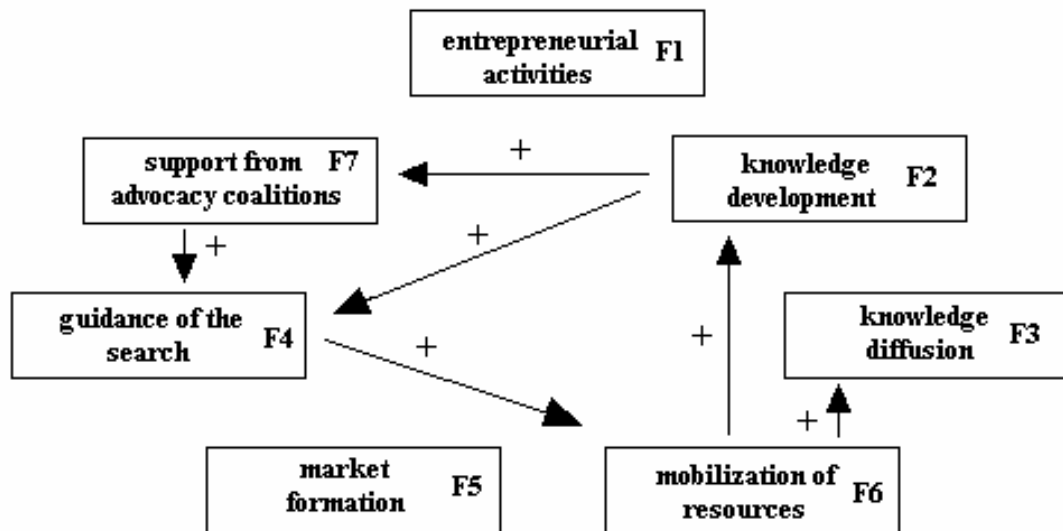 entrepreneurial
activities F1
+
support from F7
advocacy coalitions
knowledge
development F2
+
+
guidance of the
search F4
+
+
knowledge
diffusion F3
+
market
formation F5
mobilization of
resources F6